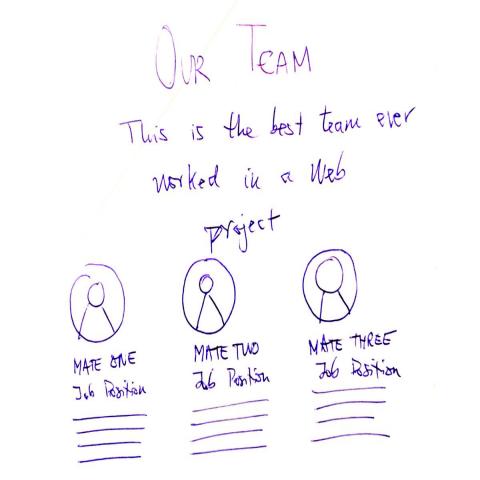 OUR TEAM
This is the best team ever
worked in a Web
project
MATE ONE MATE TWO MATE THREE
Job Position Job Position Job Position